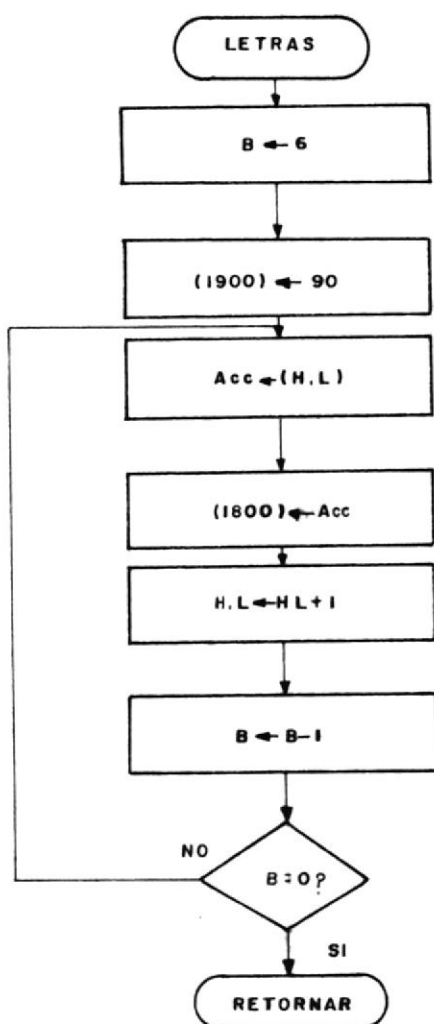 LETRAS
B ← 6
(1900) ← 90
Acc ← (H,L)
(1800) ← Acc
H,L ← HL+1
B ← B-1
NO
B=0?
SI
RETORNAR